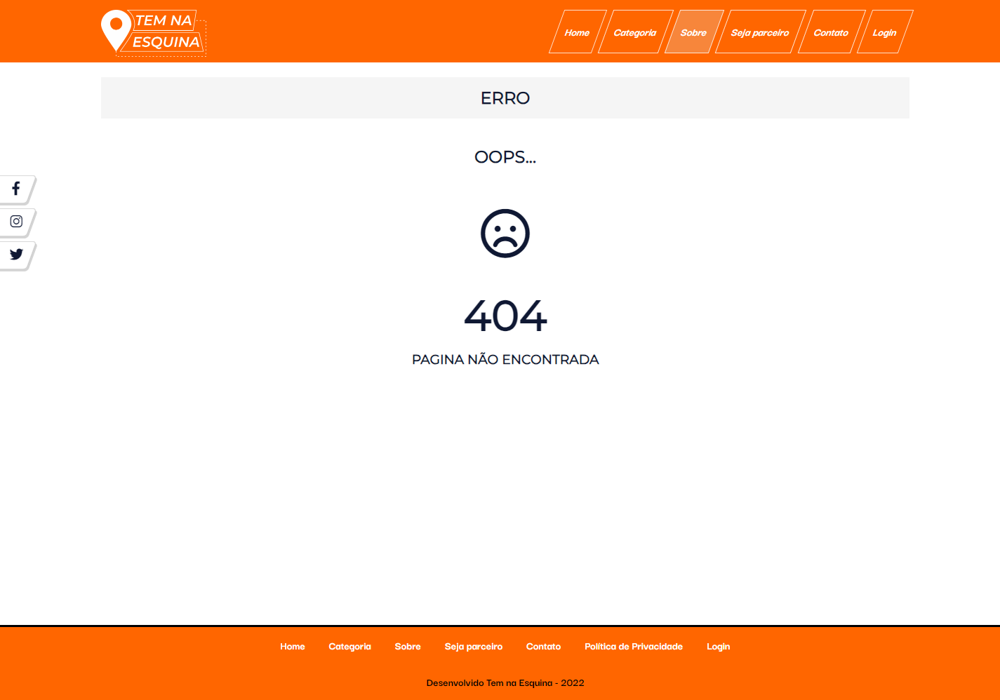 TEM NA
ESQUINA
Home Categoria Sobre Seja parceiro Contato Login
ERRO
OOPS...
404
PAGINA NÃO ENCONTRADA
Home Categoria Sobre Seja parceiro Contato Política de Privacidade Login
Desenvolvido Tem na Esquina - 2022